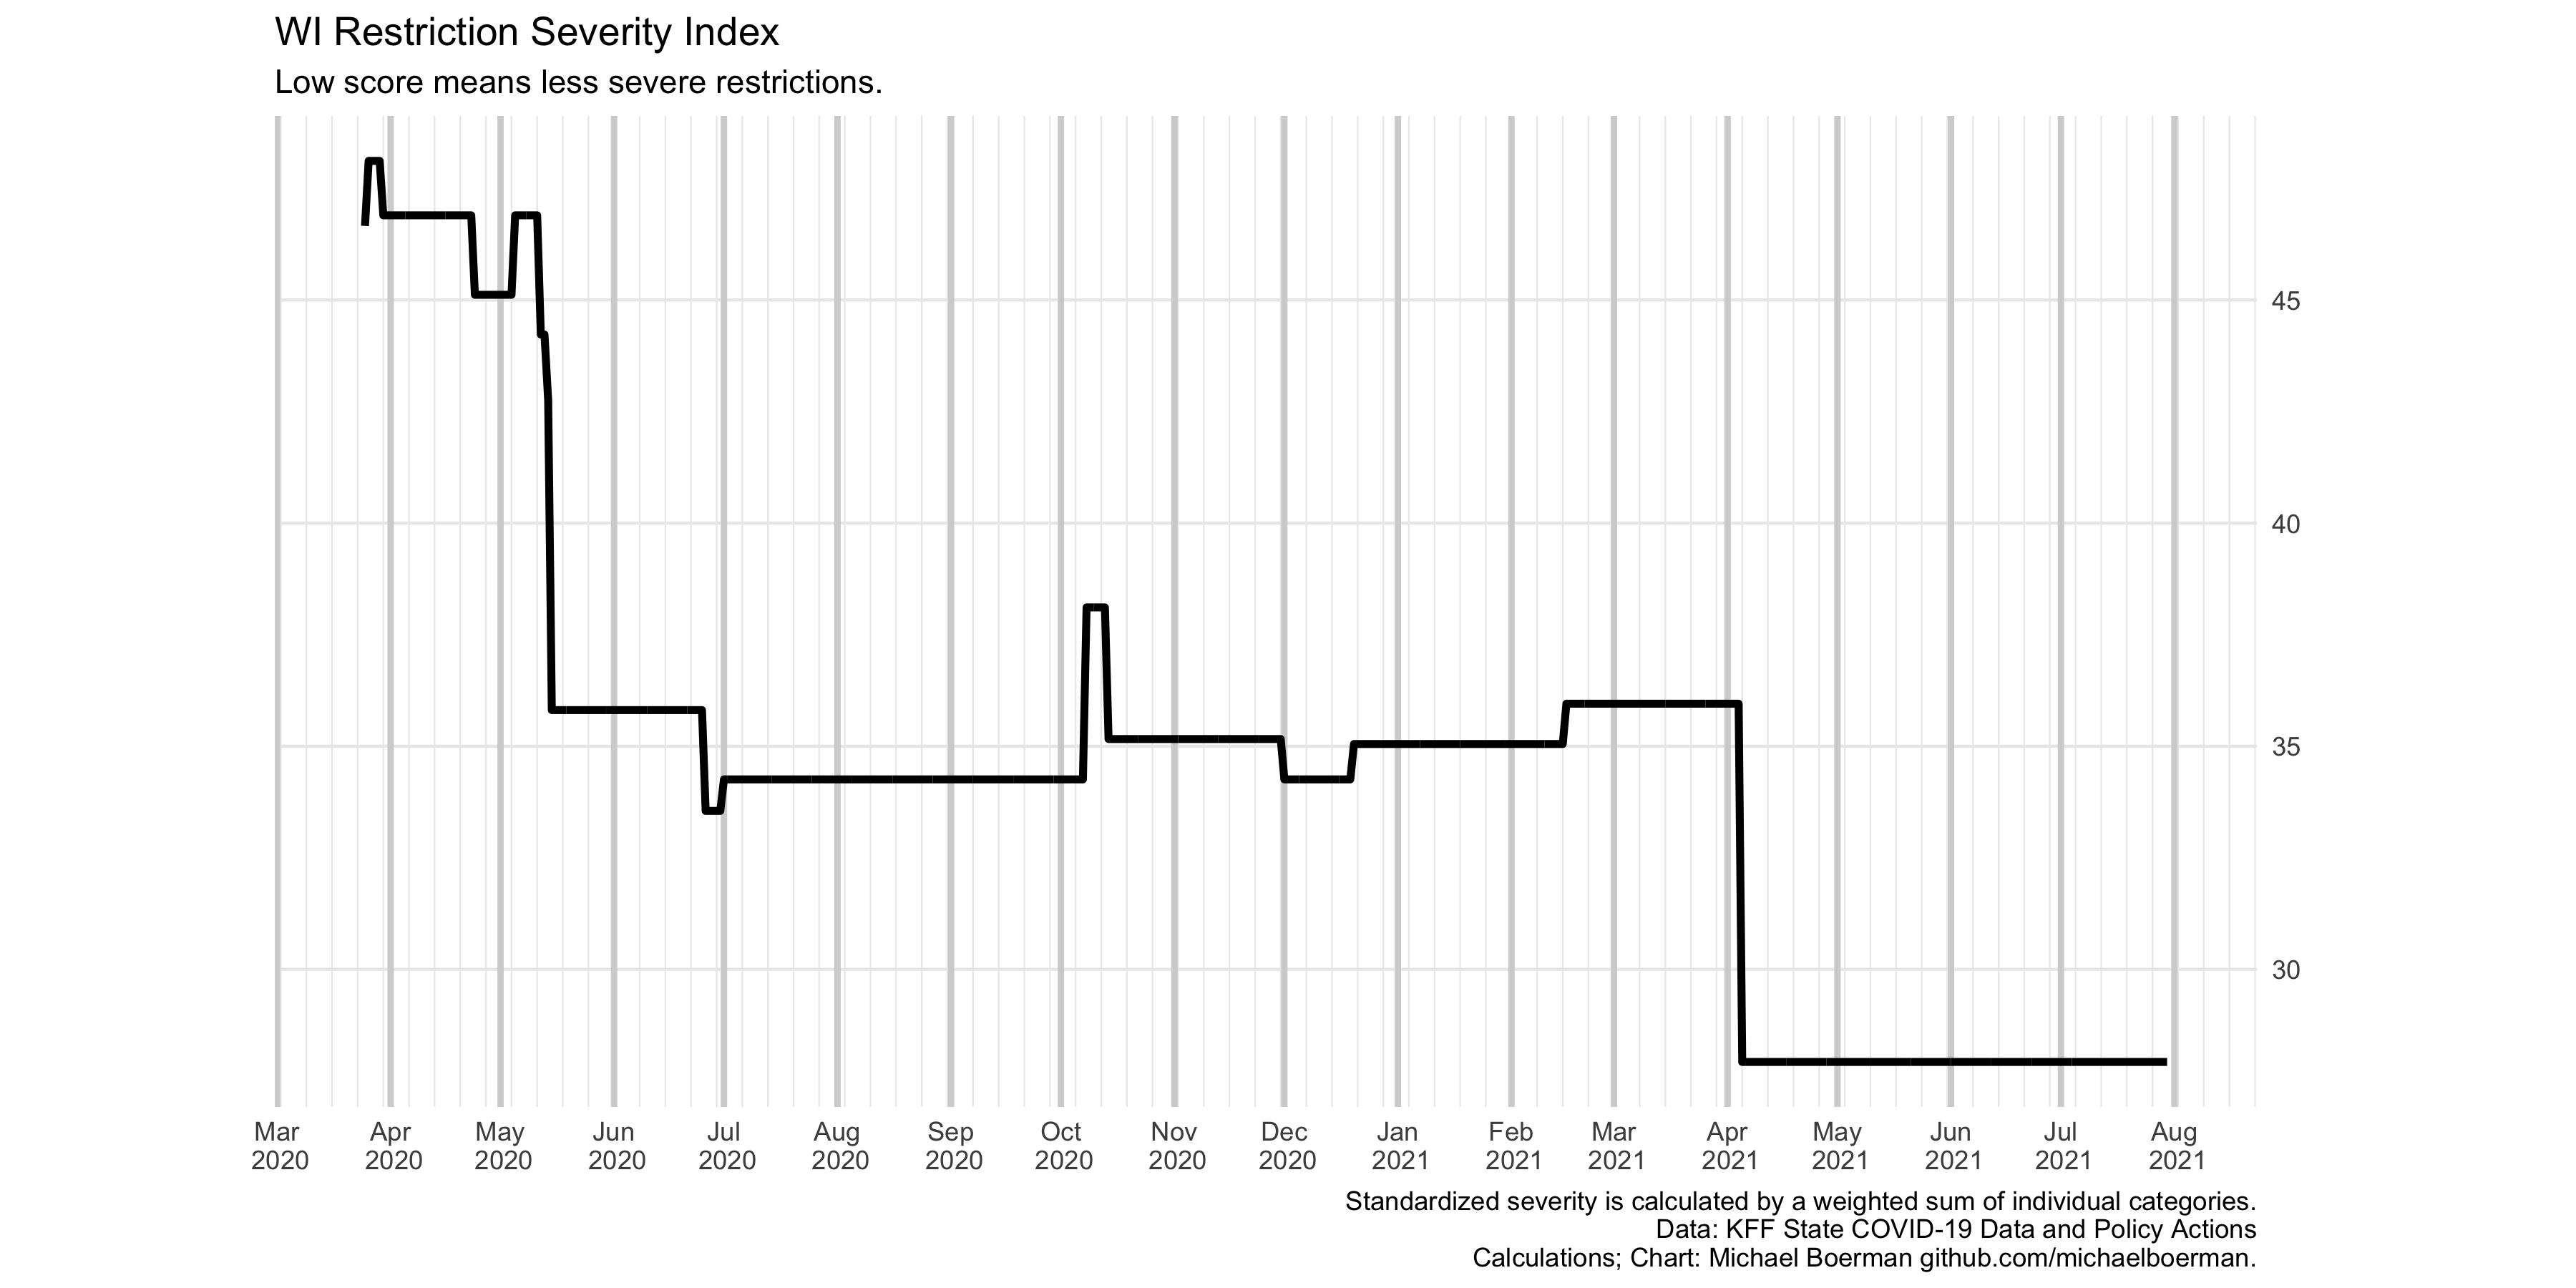 WI Restriction Severity Index
Low score means less severe restrictions.
45
40
35
30
Mar Apr May Jun Jul Aug Sep Oct Nov Dec Jan Feb Mar Apr May Jun Jul Aug
2020 2020 2020 2020 2020 2020 2020 2020 2020 2020 2021 2021 2021 2021 2021 2021 2021 2021
Standardized severity is calculated by a weighted sum of individual categories.
Data: KFF State COVID-19 Data and Policy Actions
Calculations; Chart: Michael Boerman github.com/michaelboerman.